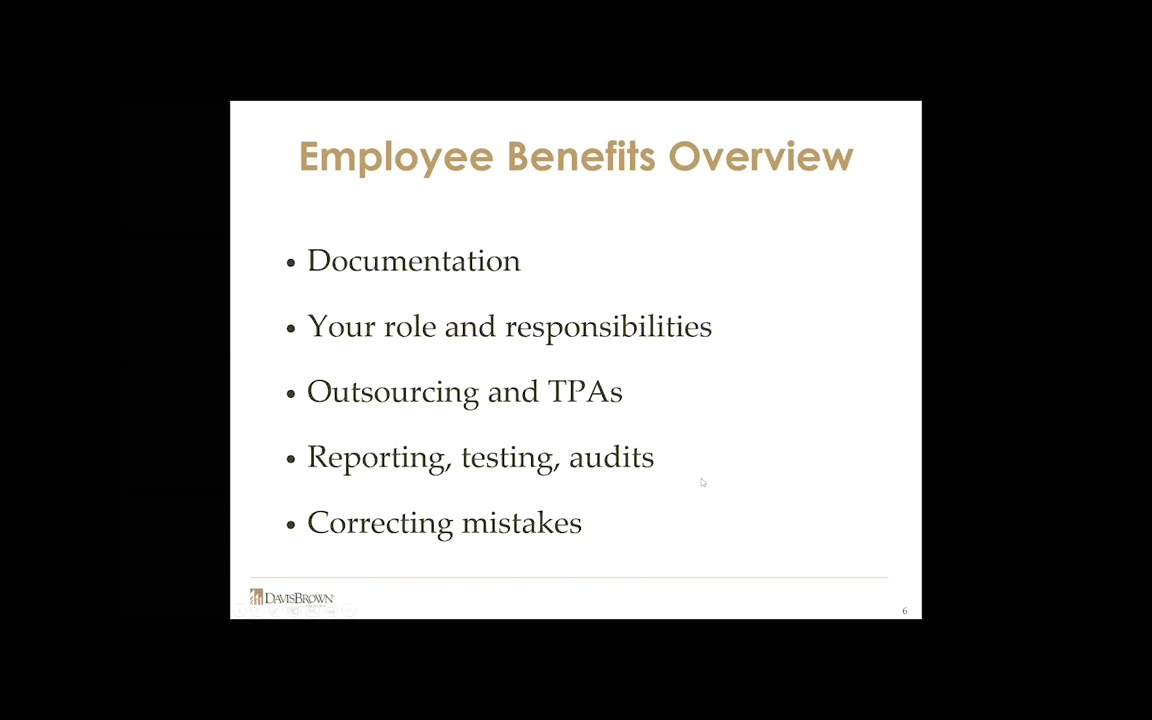 Employee Benefits Overview
• Documentation
• Your role and responsibilities
• Outsourcing and TPAs
• Reporting, testing, audits
• Correcting mistakes
DAVISBROWN
6